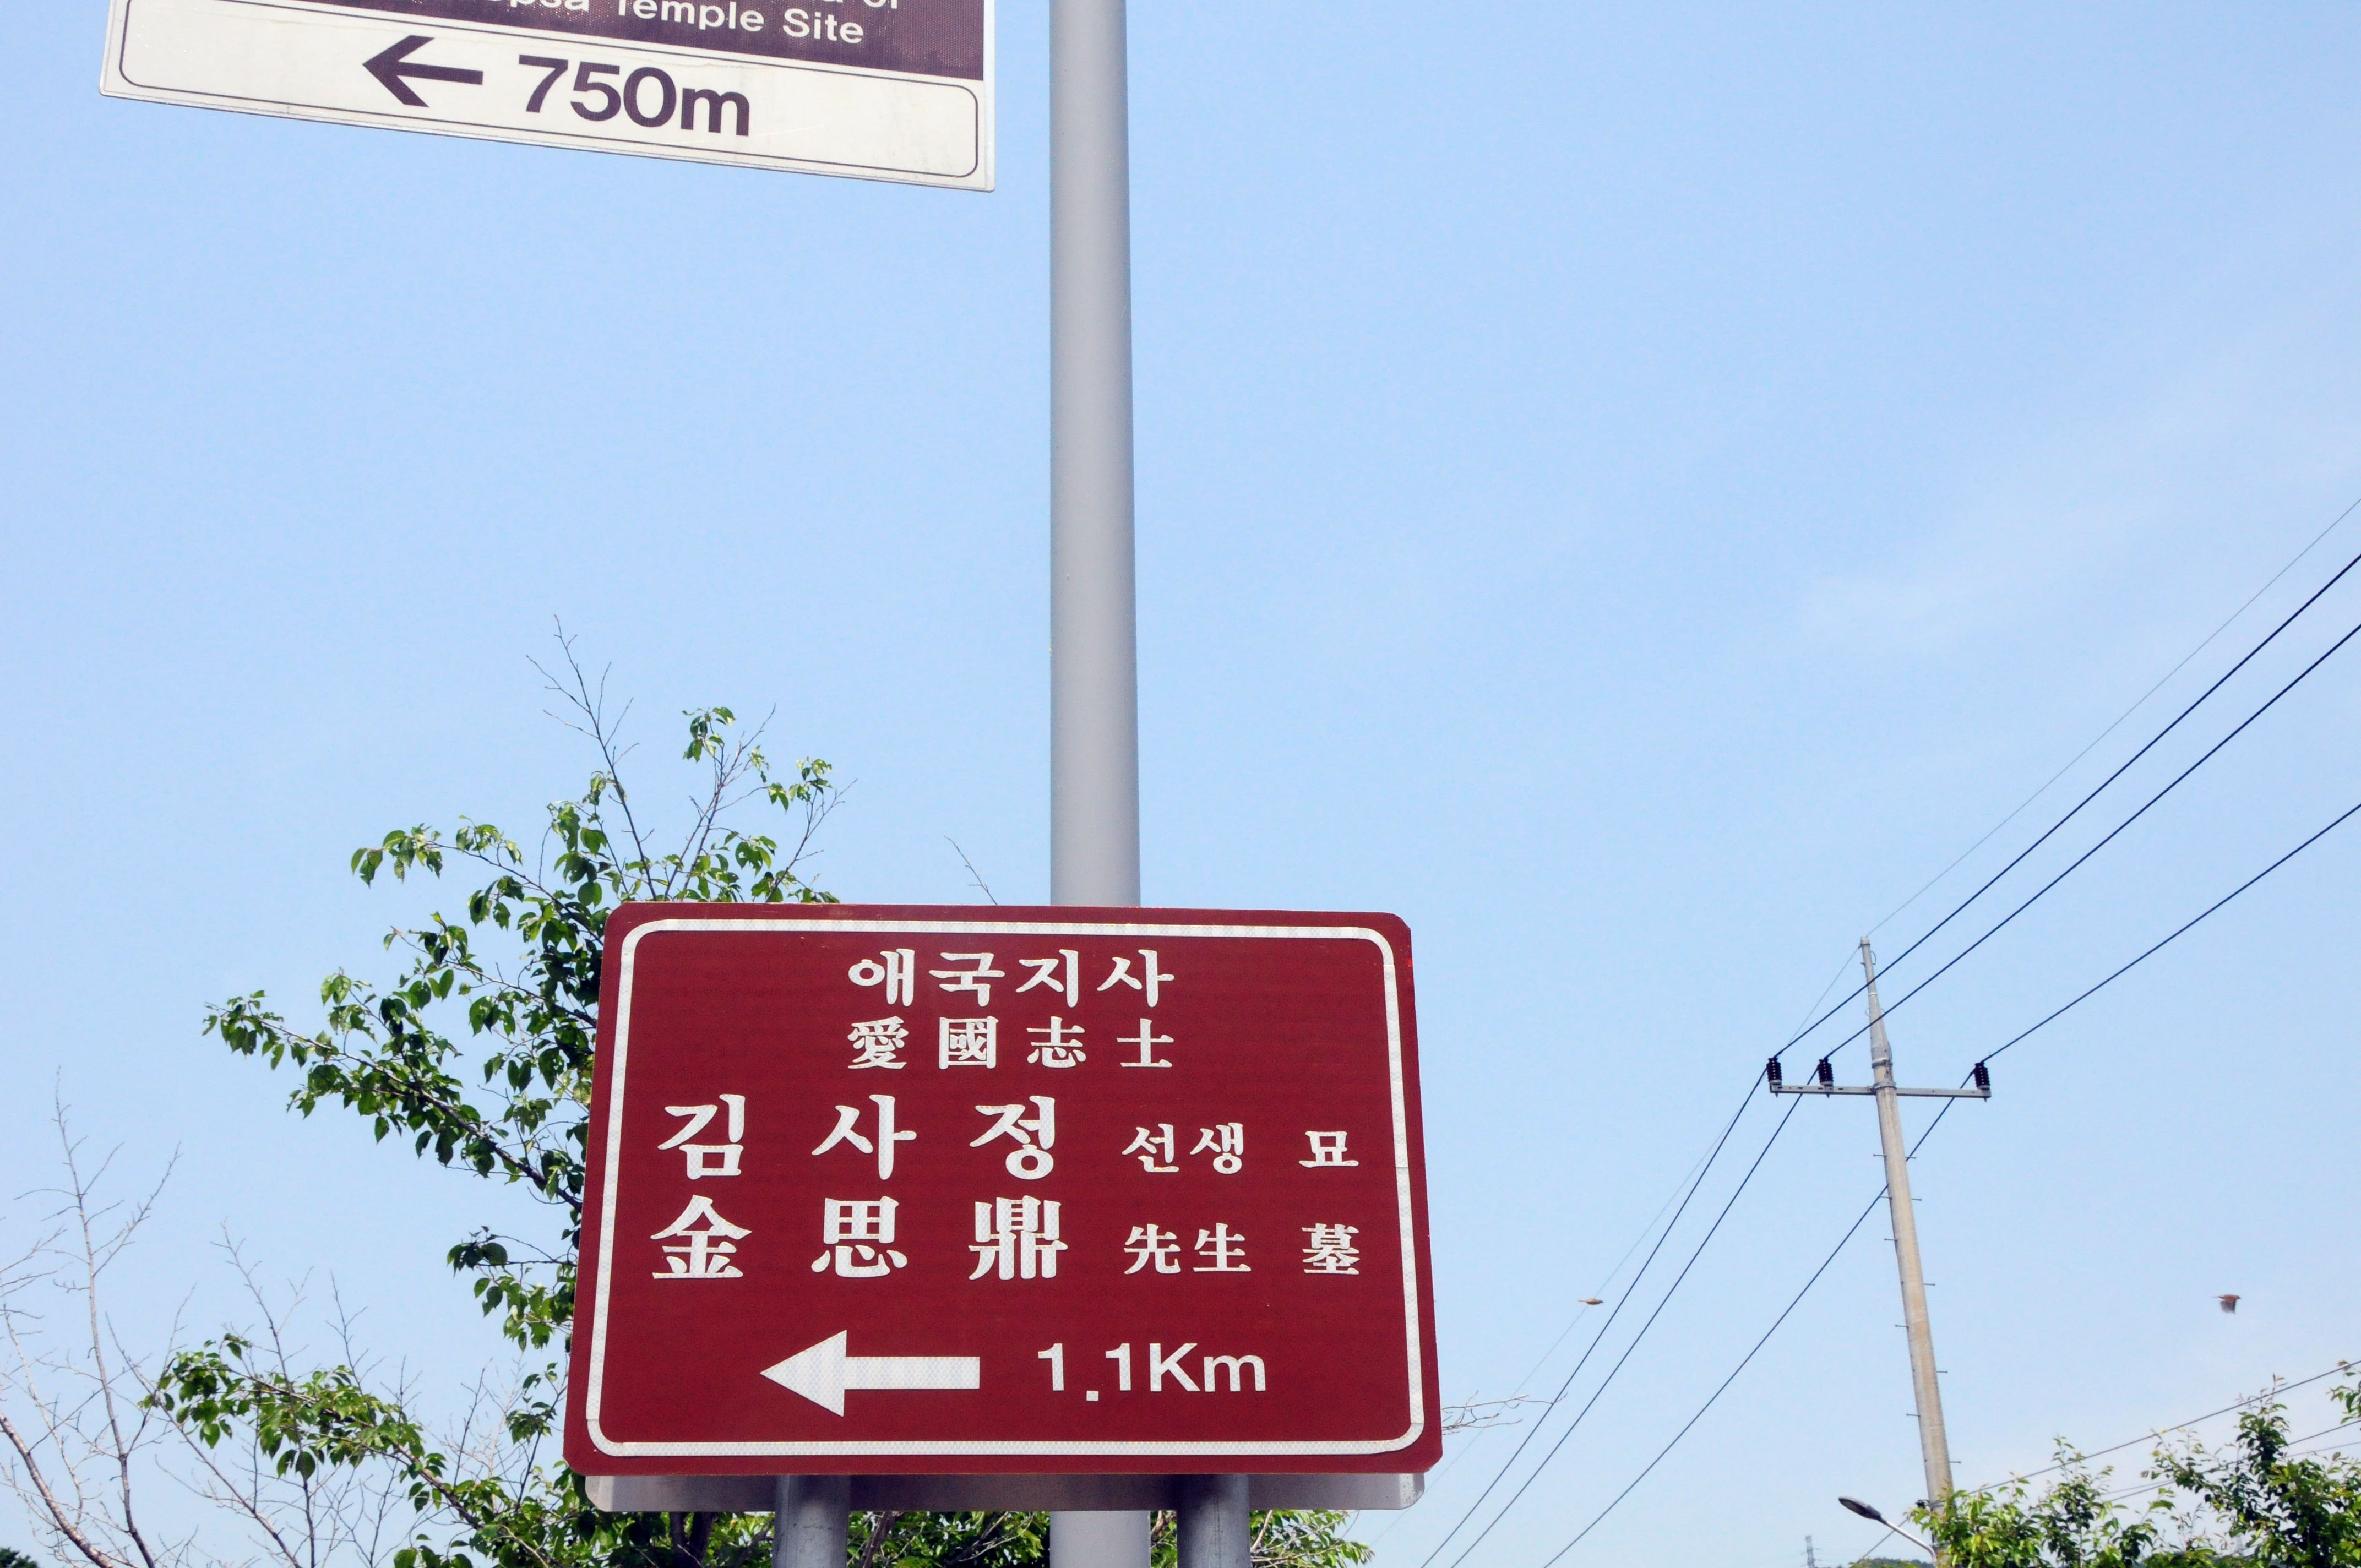 Temple Site
← 750m
애국지사
愛國志士
김 사 정 선생 묘
金 思 鼎 先生 墓
← 1.1Km